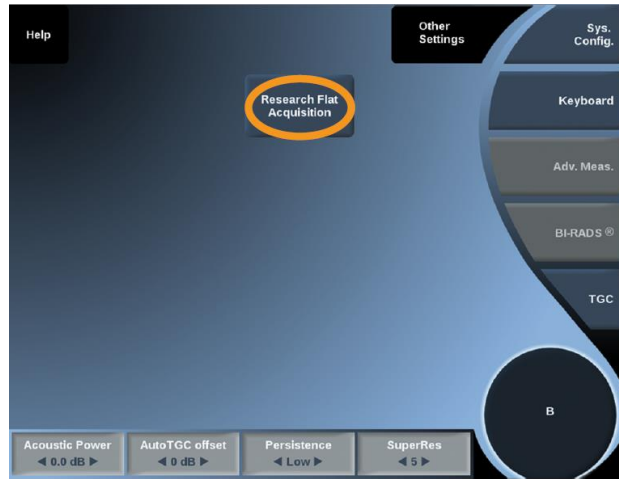 Help
Other
Settings
Sys.
Config.
Research Flat
Acquisition
Keyboard
Adv. Meas.
BI-RADS ®
TGC
B
Acoustic Power
◀ 0.0 dB ▶
AutoTGC offset
◀ 0 dB ▶
Persistence
◀ Low ▶
SuperRes
◀ 5 ▶